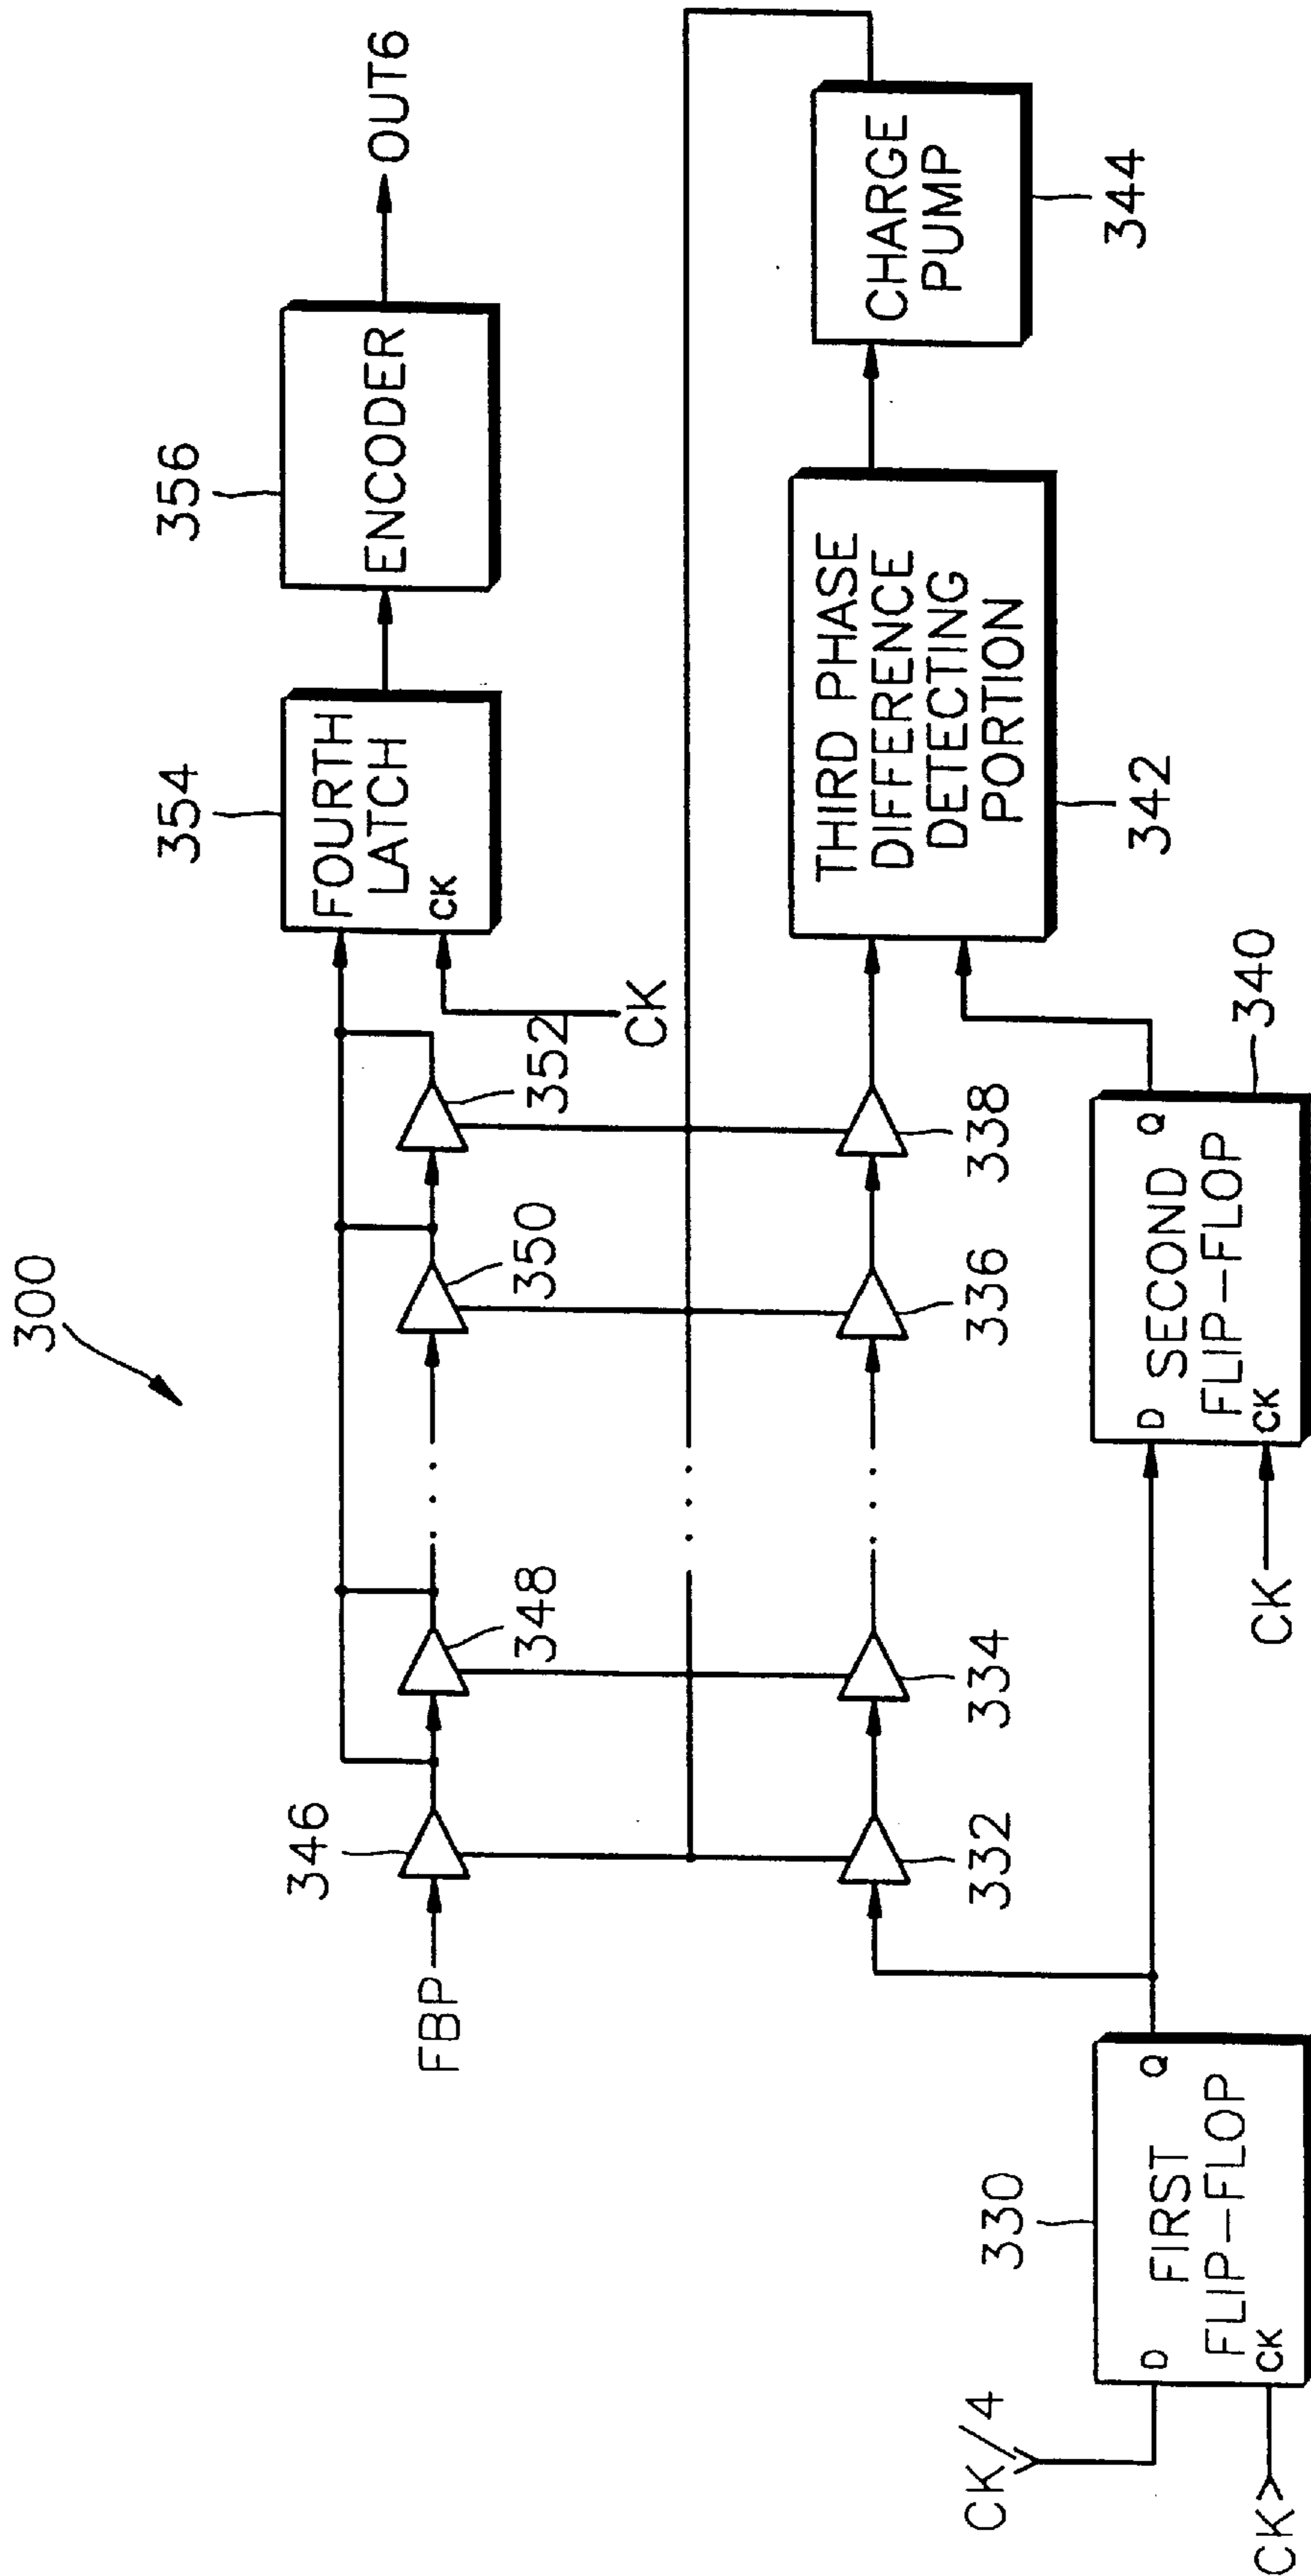 300
356
ENCODER
OUT6
354
FOURTH
LATCH
CK
CK
346
348
350
352
FBP
332
334
336
338
THIRD PHASE
DIFFERENCE
DETECTING
PORTION
342
CHARGE
PUMP
344
330
CK/4
D
Q
FIRST
FLIP-FLOP
CK
CK
340
D
Q
SECOND
FLIP-FLOP
CK
CK